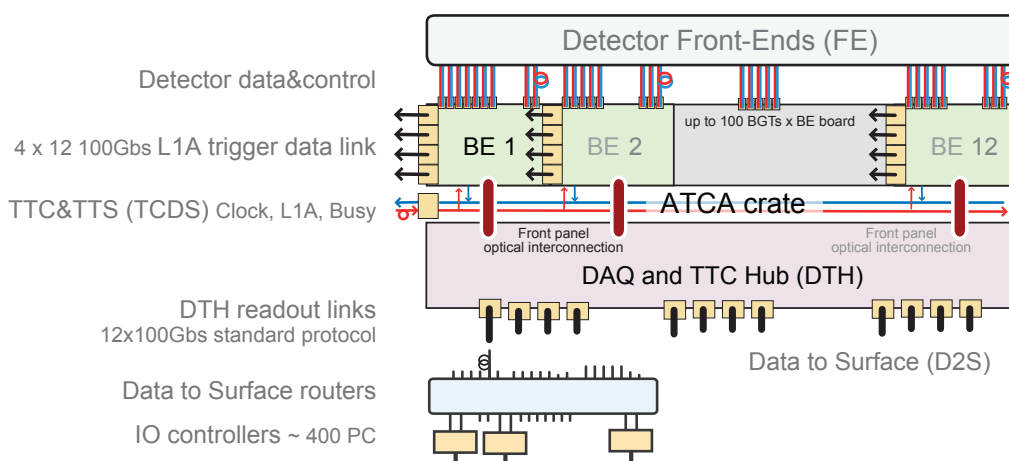 Detector Front-Ends (FE)
Detector data&control
up to 100 BGTs x BE board
4 x 12 100Gbs L1A trigger data link
BE 1
BE 2
BE 12
TTC&TTS (TCDS) Clock, L1A, Busy
ATCA crate
Front panel
optical interconnection
Front panel
optical interconnection
DAQ and TTC Hub (DTH)
DTH readout links
12x100Gbs standard protocol
Data to Surface (D2S)
Data to Surface routers
IO controllers ~ 400 PC